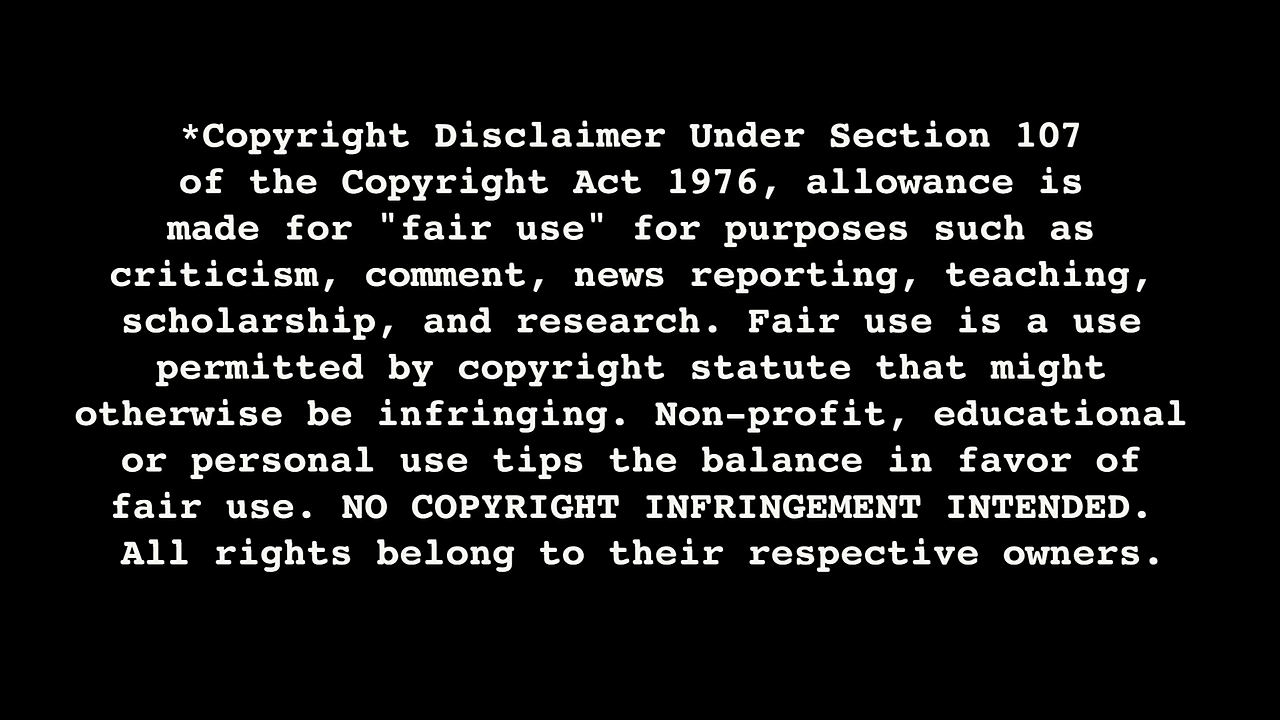 *Copyright Disclaimer Under Section 107
of the Copyright Act 1976, allowance is
made for "fair use" for purposes such as
criticism, comment, news reporting, teaching,
scholarship, and research. Fair use is a use
permitted by copyright statute that might
otherwise be infringing. Non-profit, educational
or personal use tips the balance in favor of
fair use. NO COPYRIGHT INFRINGEMENT INTENDED.
All rights belong to their respective owners.